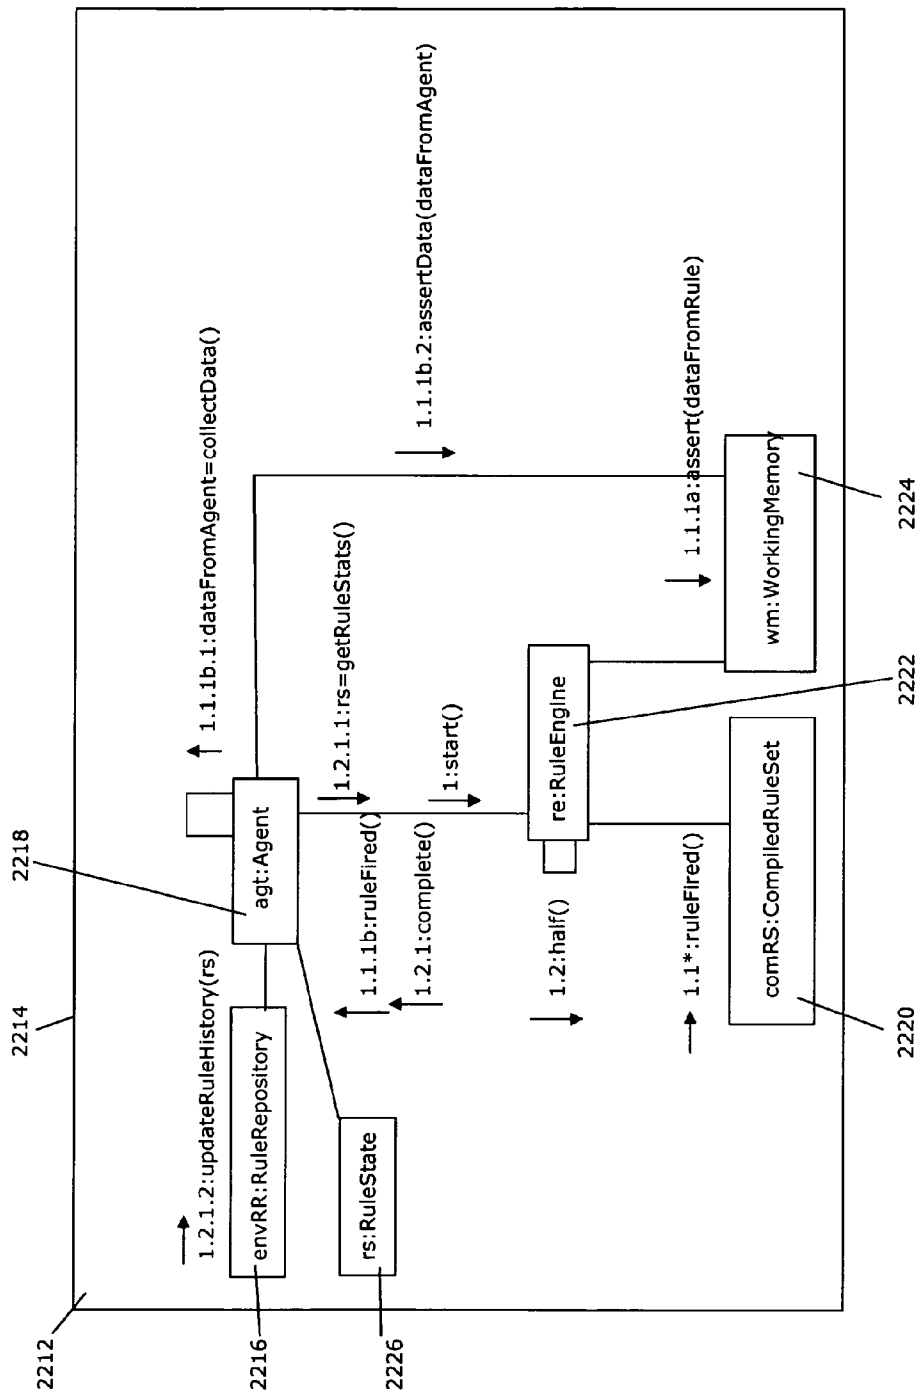 2214
2218
1.2.1.2:updateRuleHistory(rs)
1.1.1b.1:dataFromAgent=collectData()
2212
envRR:RuleRepository
agt:Agent
2216
rs:RuleState
2226
1.1.1b:ruleFired()
1.2.1.1:rs=getRuleStats()
1.2.1:complete()
1:start()
1.1.1b.2:assertData(dataFromAgent)
1.2:half()
re:RuleEngine
1.1*:ruleFired()
1.1.1a:assert(dataFromRule)
comRS:CompiledRuleSet
wm:WorkingMemory
2220
2222
2224